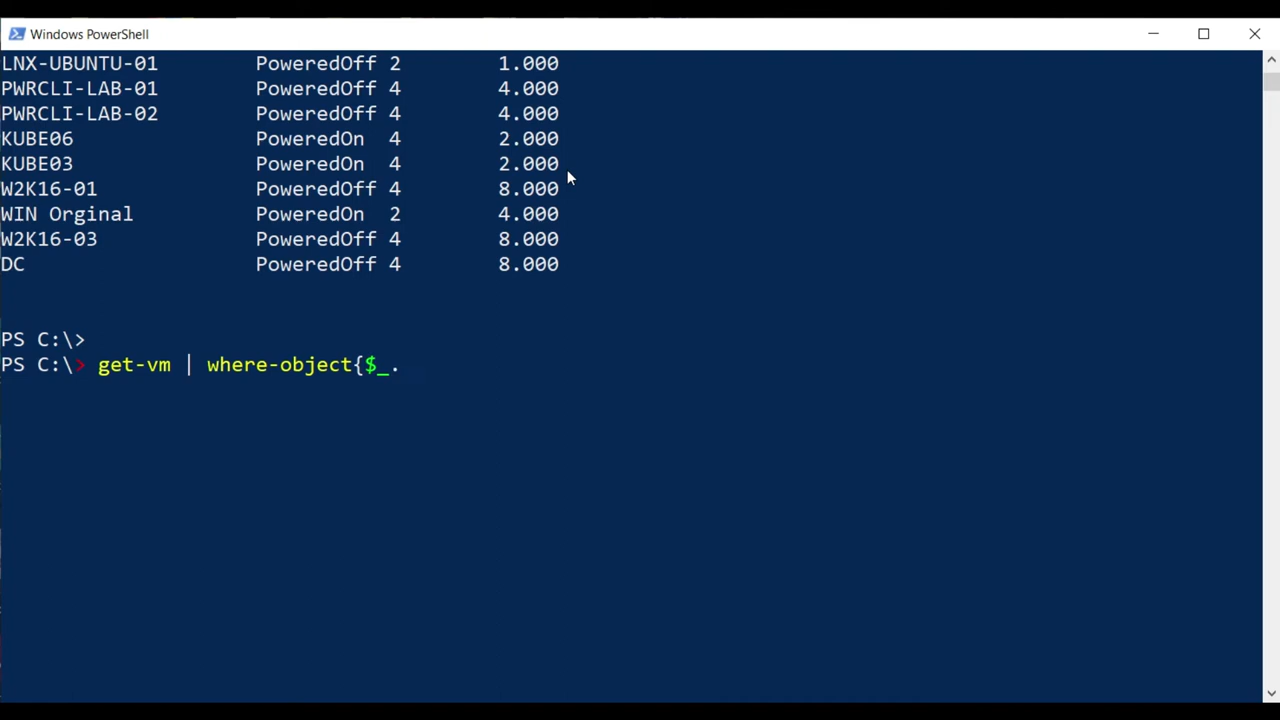 Windows PowerShell
LNX-UBUNTU-01 PoweredOff 2 1.000
PWRCLI-LAB-01 PoweredOff 4 4.000
PWRCLI-LAB-02 PoweredOff 4 4.000
KUBE06 PoweredOn 4 2.000
KUBE03 PoweredOn 4 2.000
W2K16-01 PoweredOff 4 8.000
WIN Orginal PoweredOn 2 4.000
W2K16-03 PoweredOff 4 8.000
DC PoweredOff 4 8.000
PS C:\>
PS C:\> get-vm | where-object{$_.